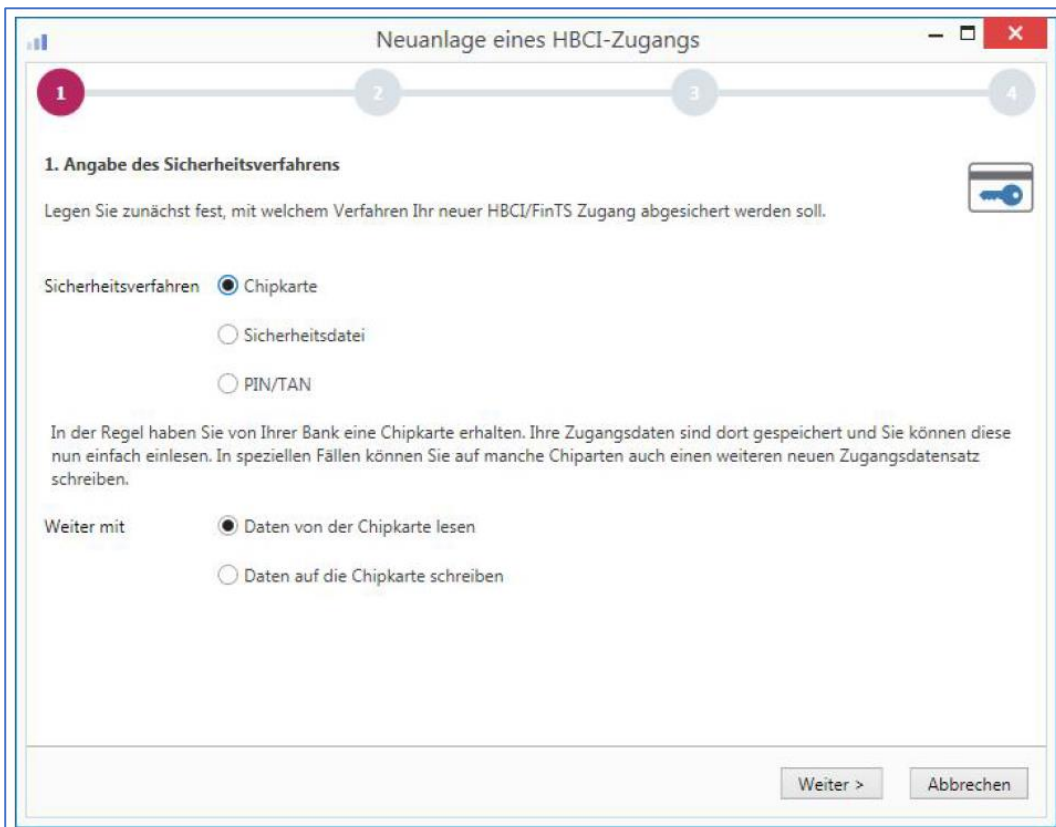 Neuanlage eines HBCI-Zugangs
1 2 3 4
1. Angabe des Sicherheitsverfahrens
Legen Sie zunächst fest, mit welchem Verfahren Ihr neuer HBCI/FinTS Zugang abgesichert werden soll.
Sicherheitsverfahren Chipkarte
Sicherheitsdatei
PIN/TAN
In der Regel haben Sie von Ihrer Bank eine Chipkarte erhalten. Ihre Zugangsdaten sind dort gespeichert und Sie können diese
nun einfach einlesen. In speziellen Fällen können Sie auf manche Chiparten auch einen weiteren neuen Zugangsdatensatz
schreiben.
Weiter mit Daten von der Chipkarte lesen
Daten auf die Chipkarte schreiben
Weiter > Abbrechen